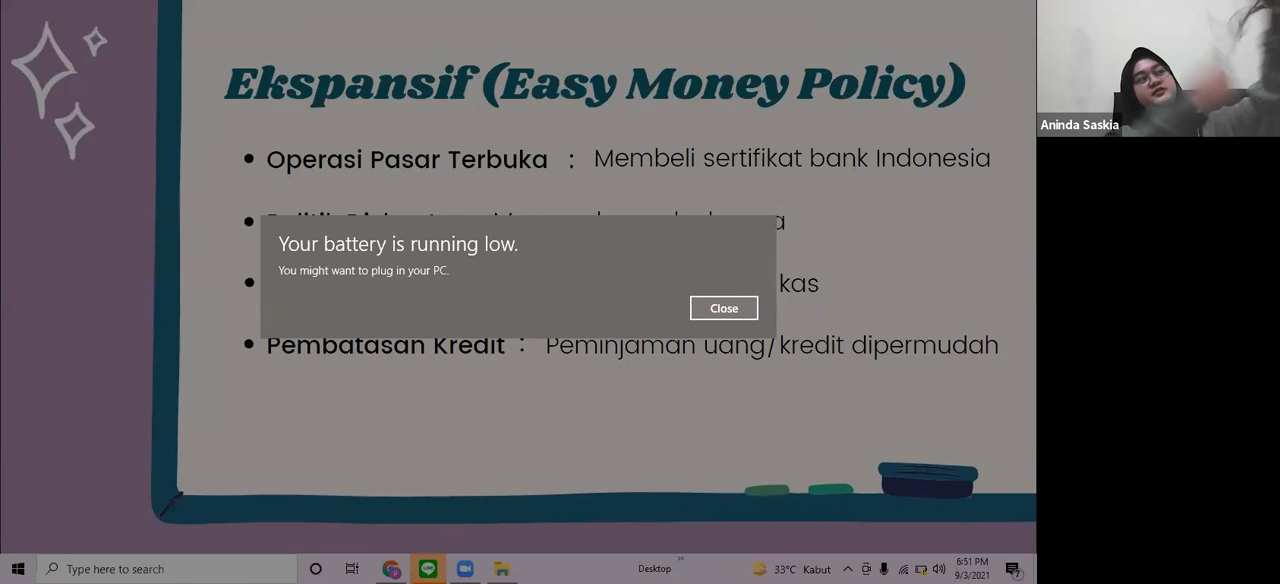 Ekspansif (Easy Money Policy)
Operasi Pasar Terbuka : Membeli sertifikat bank Indonesia
Your battery is running low.
You might want to plug in your PC.
Close
kas
Pembatasan Kredit : Peminjaman uang/kredit dipermudah
Aninda Saskia
Type here to search
Desktop
33°C Kabut
6:51 PM
9/3/2021